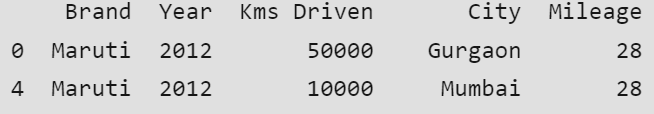 Brand Year Kms Driven City Mileage
0 Maruti 2012 50000 Gurgaon 28
4 Maruti 2012 10000 Mumbai 28